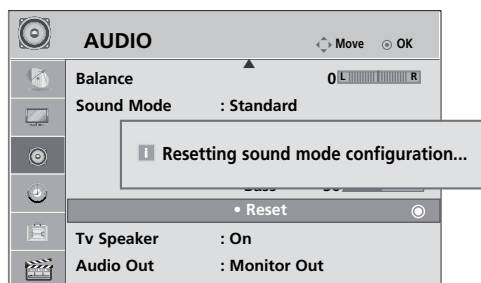 AUDIO Move OK
Balance 0 L R
Sound Mode : Standard
i Resetting sound mode configuration...
• Reset
Tv Speaker : On
Audio Out : Monitor Out